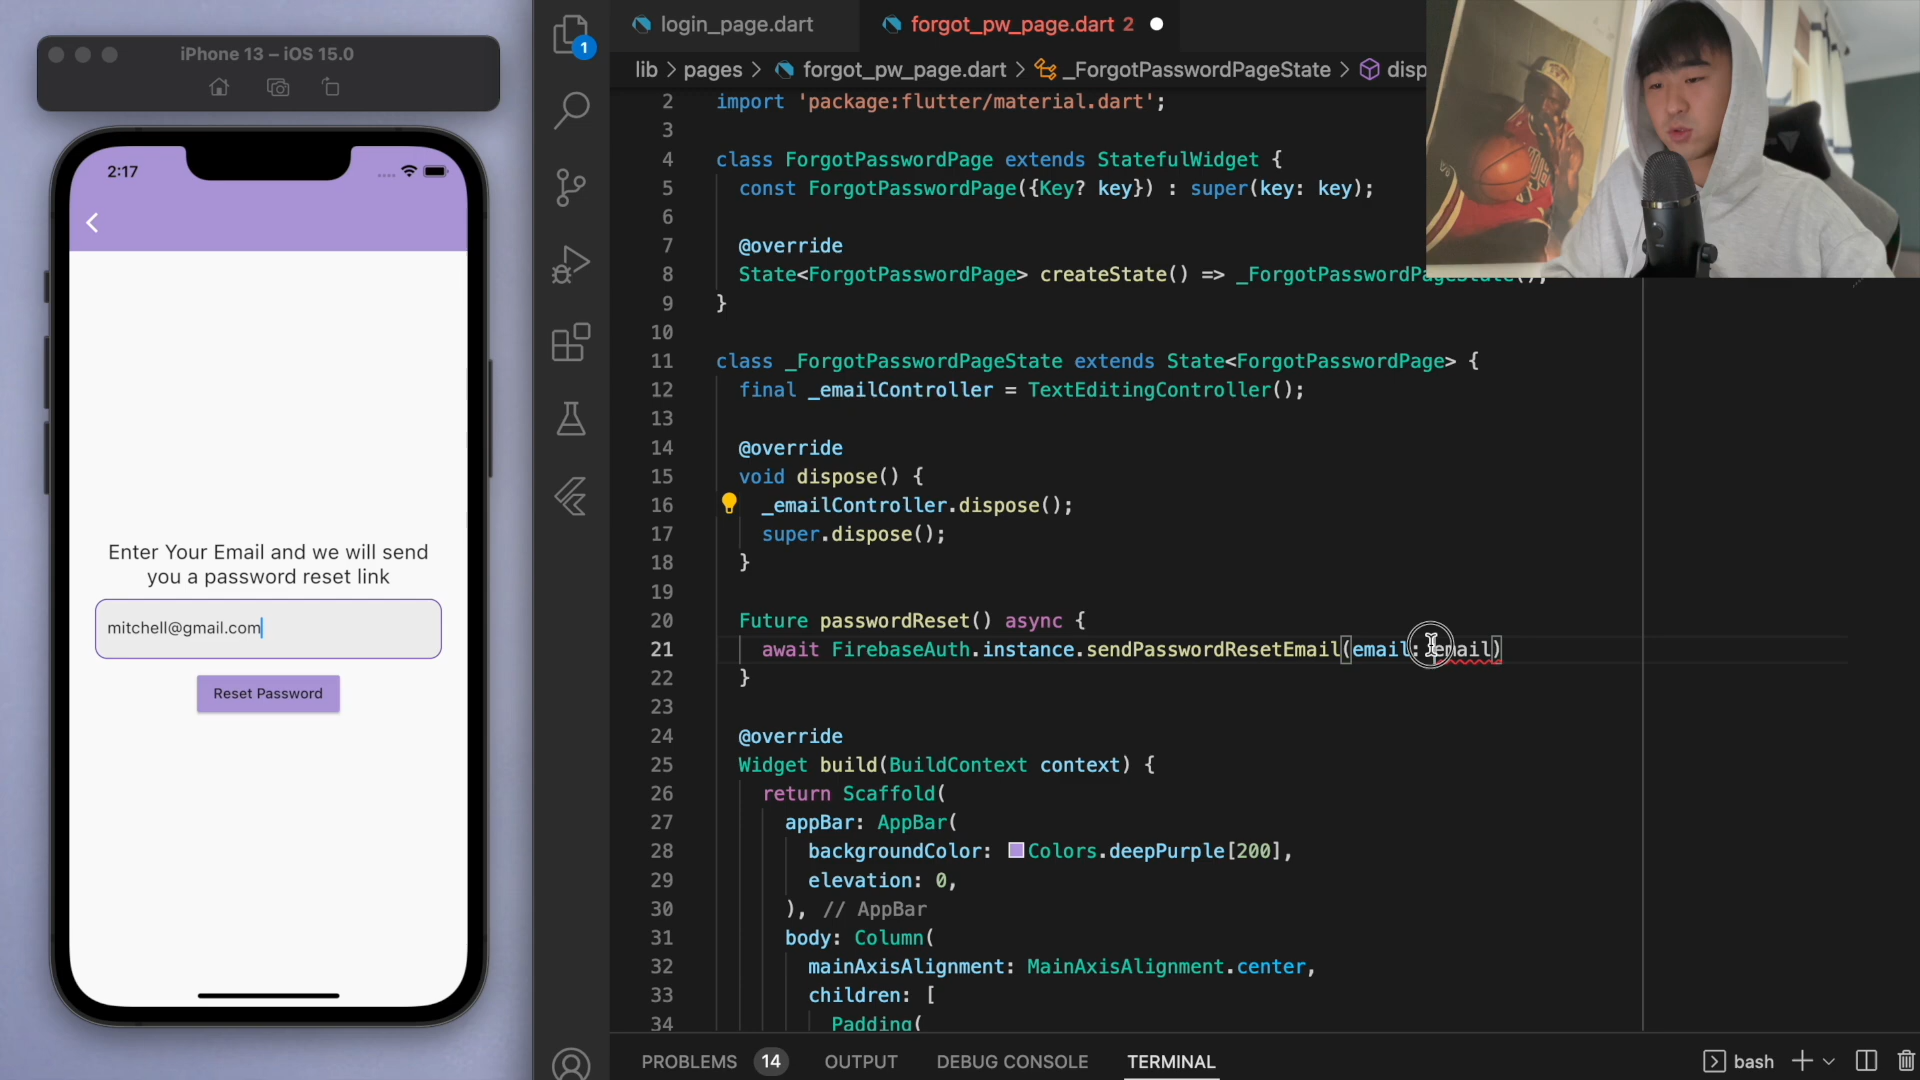 iPhone 13 – iOS 15.0
2:17
Enter Your Email and we will send
you a password reset link
mitchell@gmail.com
Reset Password
1
login_page.dart
forgot_pw_page.dart 2
lib > pages > forgot_pw_page.dart > _ForgotPasswordPageState > disp
2 import 'package:flutter/material.dart';
3
4 class ForgotPasswordPage extends StatefulWidget {
5 const ForgotPasswordPage({Key? key}) : super(key: key);
6
7 @override
8 State<ForgotPasswordPage> createState() => _ForgotPasswordPageState();
9 }
10
11 class _ForgotPasswordPageState extends State<ForgotPasswordPage> {
12 final _emailController = TextEditingController();
13
14 @override
15 void dispose() {
16 _emailController.dispose();
17 super.dispose();
18 }
19
20 Future passwordReset() async {
21 await FirebaseAuth.instance.sendPasswordResetEmail(email: email)
22 }
23
24 @override
25 Widget build(BuildContext context) {
26 return Scaffold(
27 appBar: AppBar(
28 backgroundColor: Colors.deepPurple[200],
29 elevation: 0,
30 ), // AppBar
31 body: Column(
32 mainAxisAlignment: MainAxisAlignment.center,
33 children: [
34 Padding(
PROBLEMS 14 OUTPUT DEBUG CONSOLE TERMINAL
bash